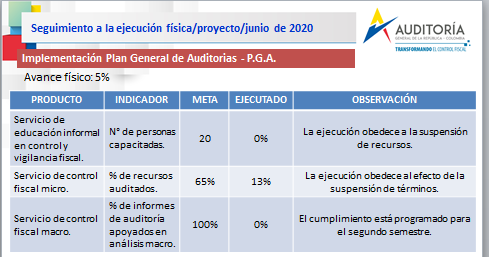 Seguimiento a la ejecución física/proyecto/junio de 2020
AUDITORÍA
GENERAL DE LA REPÚBLICA - COLOMBIA
TRANSFORMANDO EL CONTROL FISCAL
Implementación Plan General de Auditorias - P.G.A.
Avance físico: 5%
PRODUCTO INDICADOR META EJECUTADO OBSERVACIÓN
Servicio de
educación informal
en control y
vigilancia fiscal.
N° de personas
capacitadas.
20
0%
La ejecución obedece a la suspensión
de recursos.
Servicio de control
fiscal micro.
% de recursos
auditados.
65%
13%
La ejecución obedece al efecto de la
suspensión de términos.
Servicio de control
fiscal macro.
% de informes
de auditoría
apoyados en
análisis macro.
100%
0%
El cumplimiento está programado para
el segundo semestre.